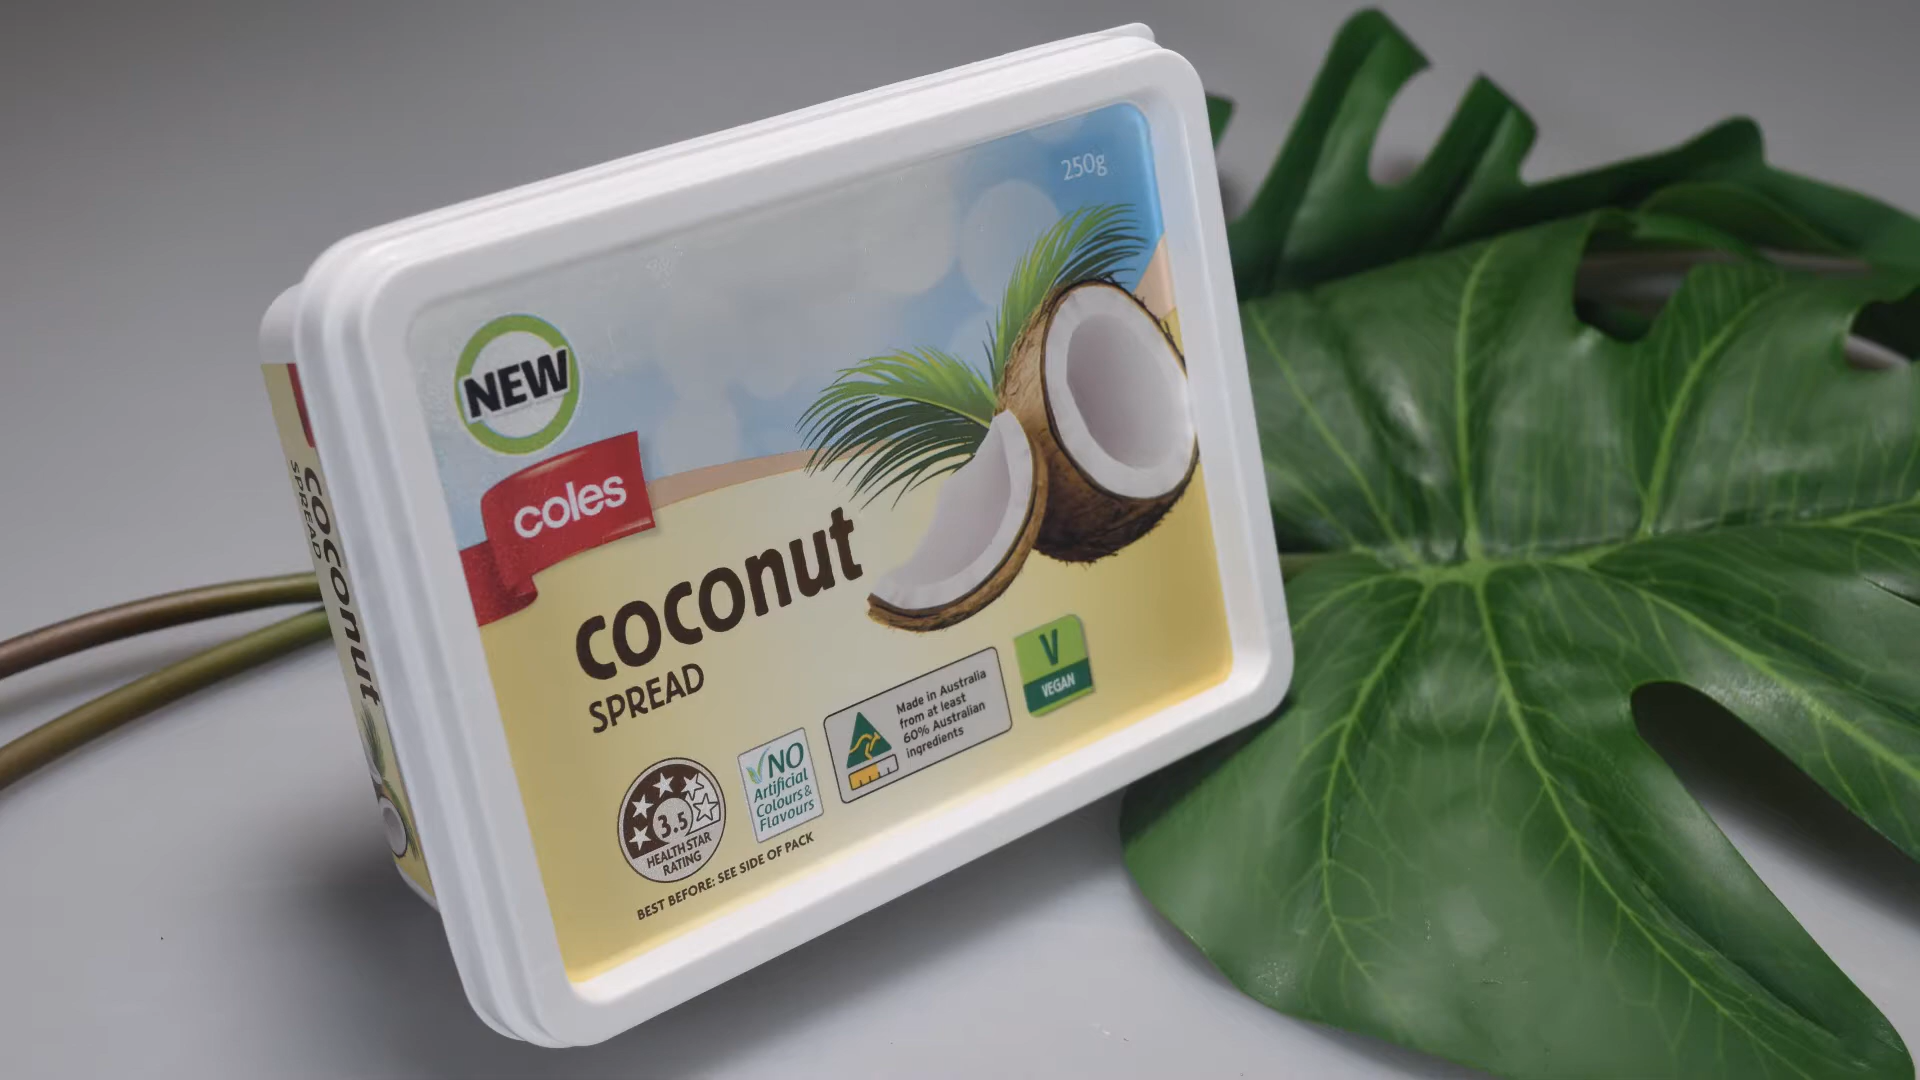 250g
NEW
coles
coconut
SPREAD
V
VEGAN
Made in Australia
from at least
60% Australian
ingredients
NO
Artificial
Colours &
Flavours
3.5
HEALTH STAR
RATING
BEST BEFORE: SEE SIDE OF PACK
coconut
SPREAD